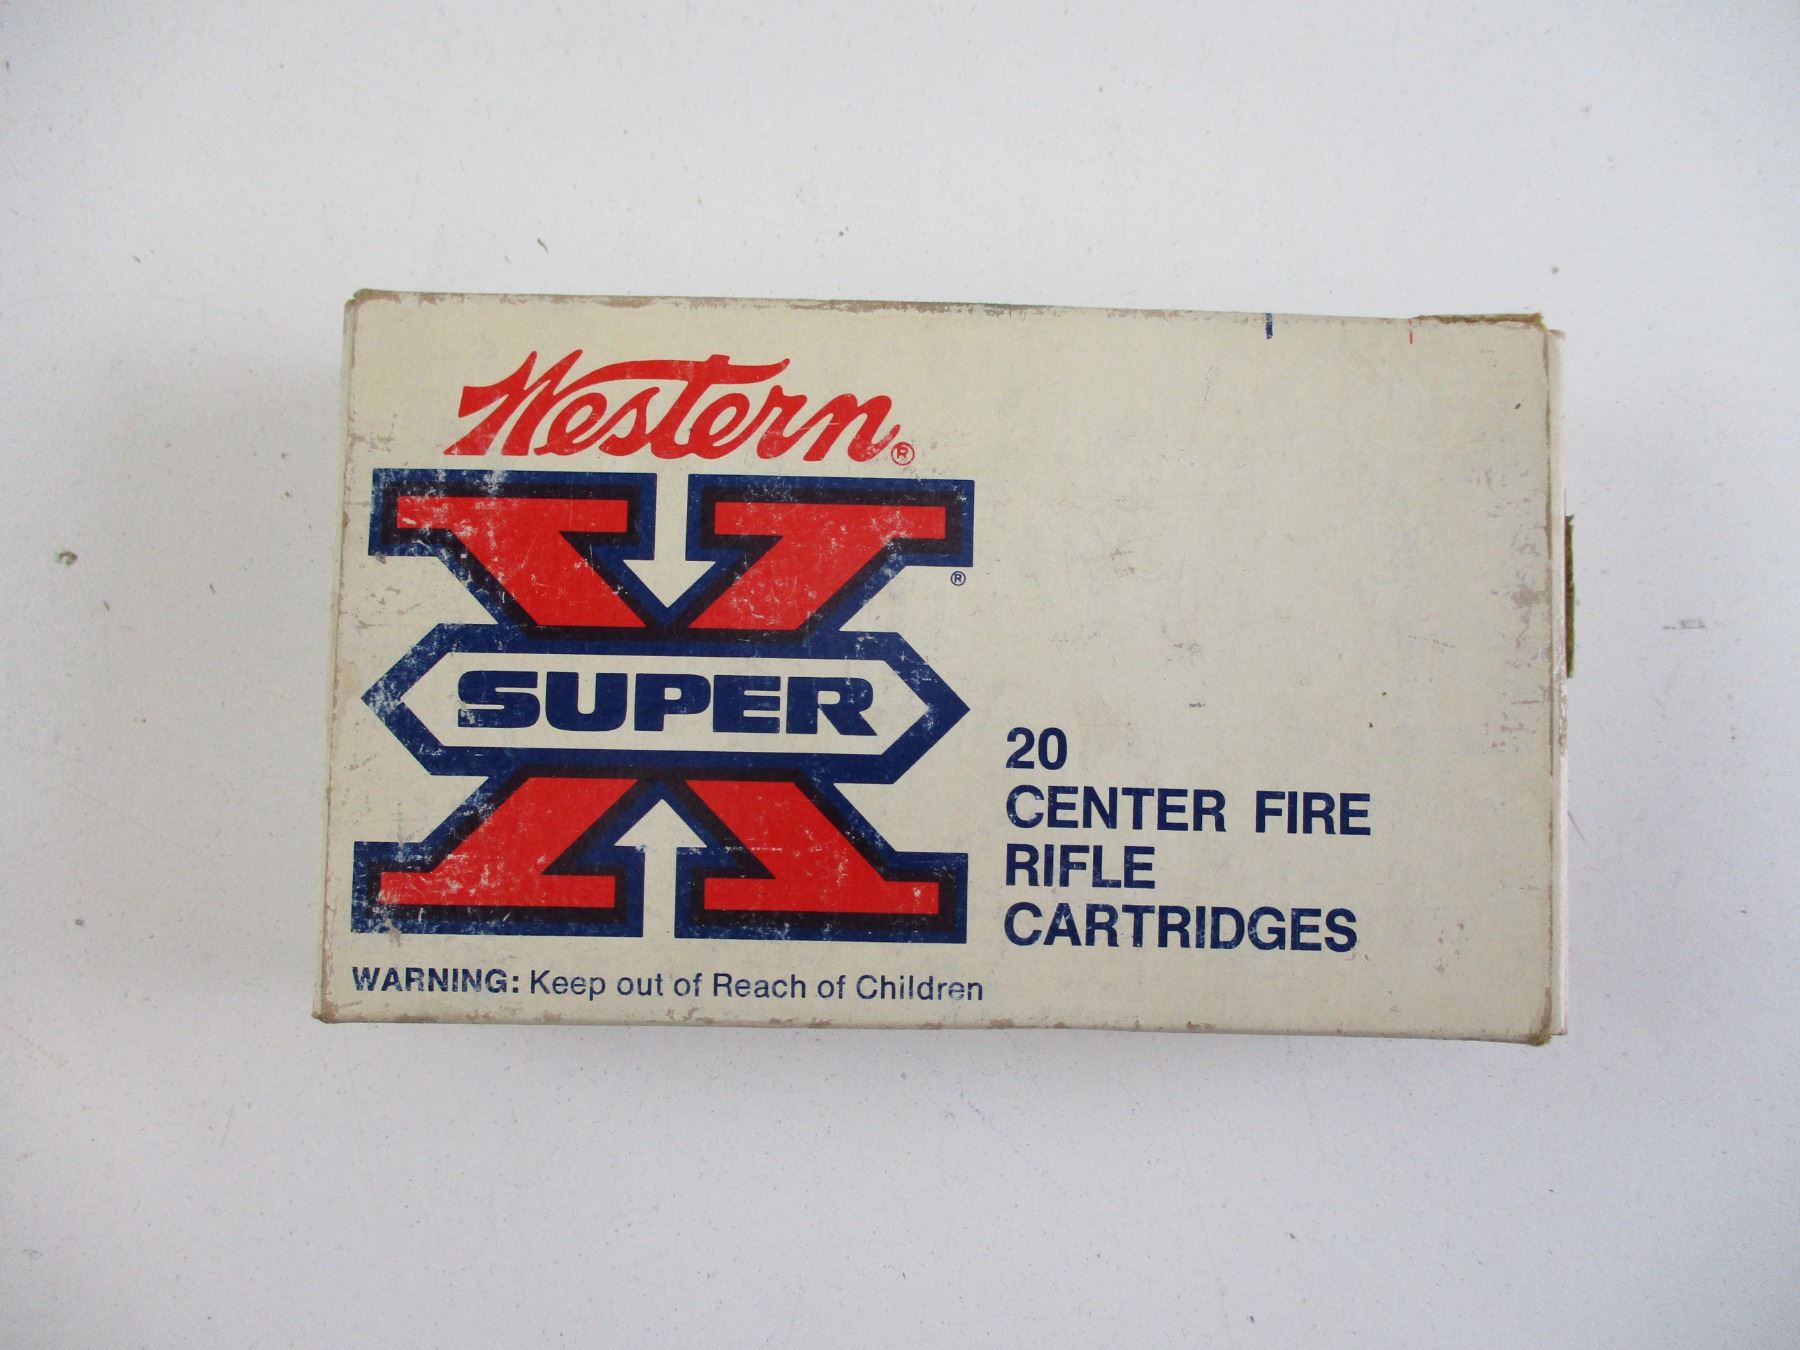 Western®
X®
SUPER
20
CENTER FIRE
RIFLE
CARTRIDGES
WARNING: Keep out of Reach of Children